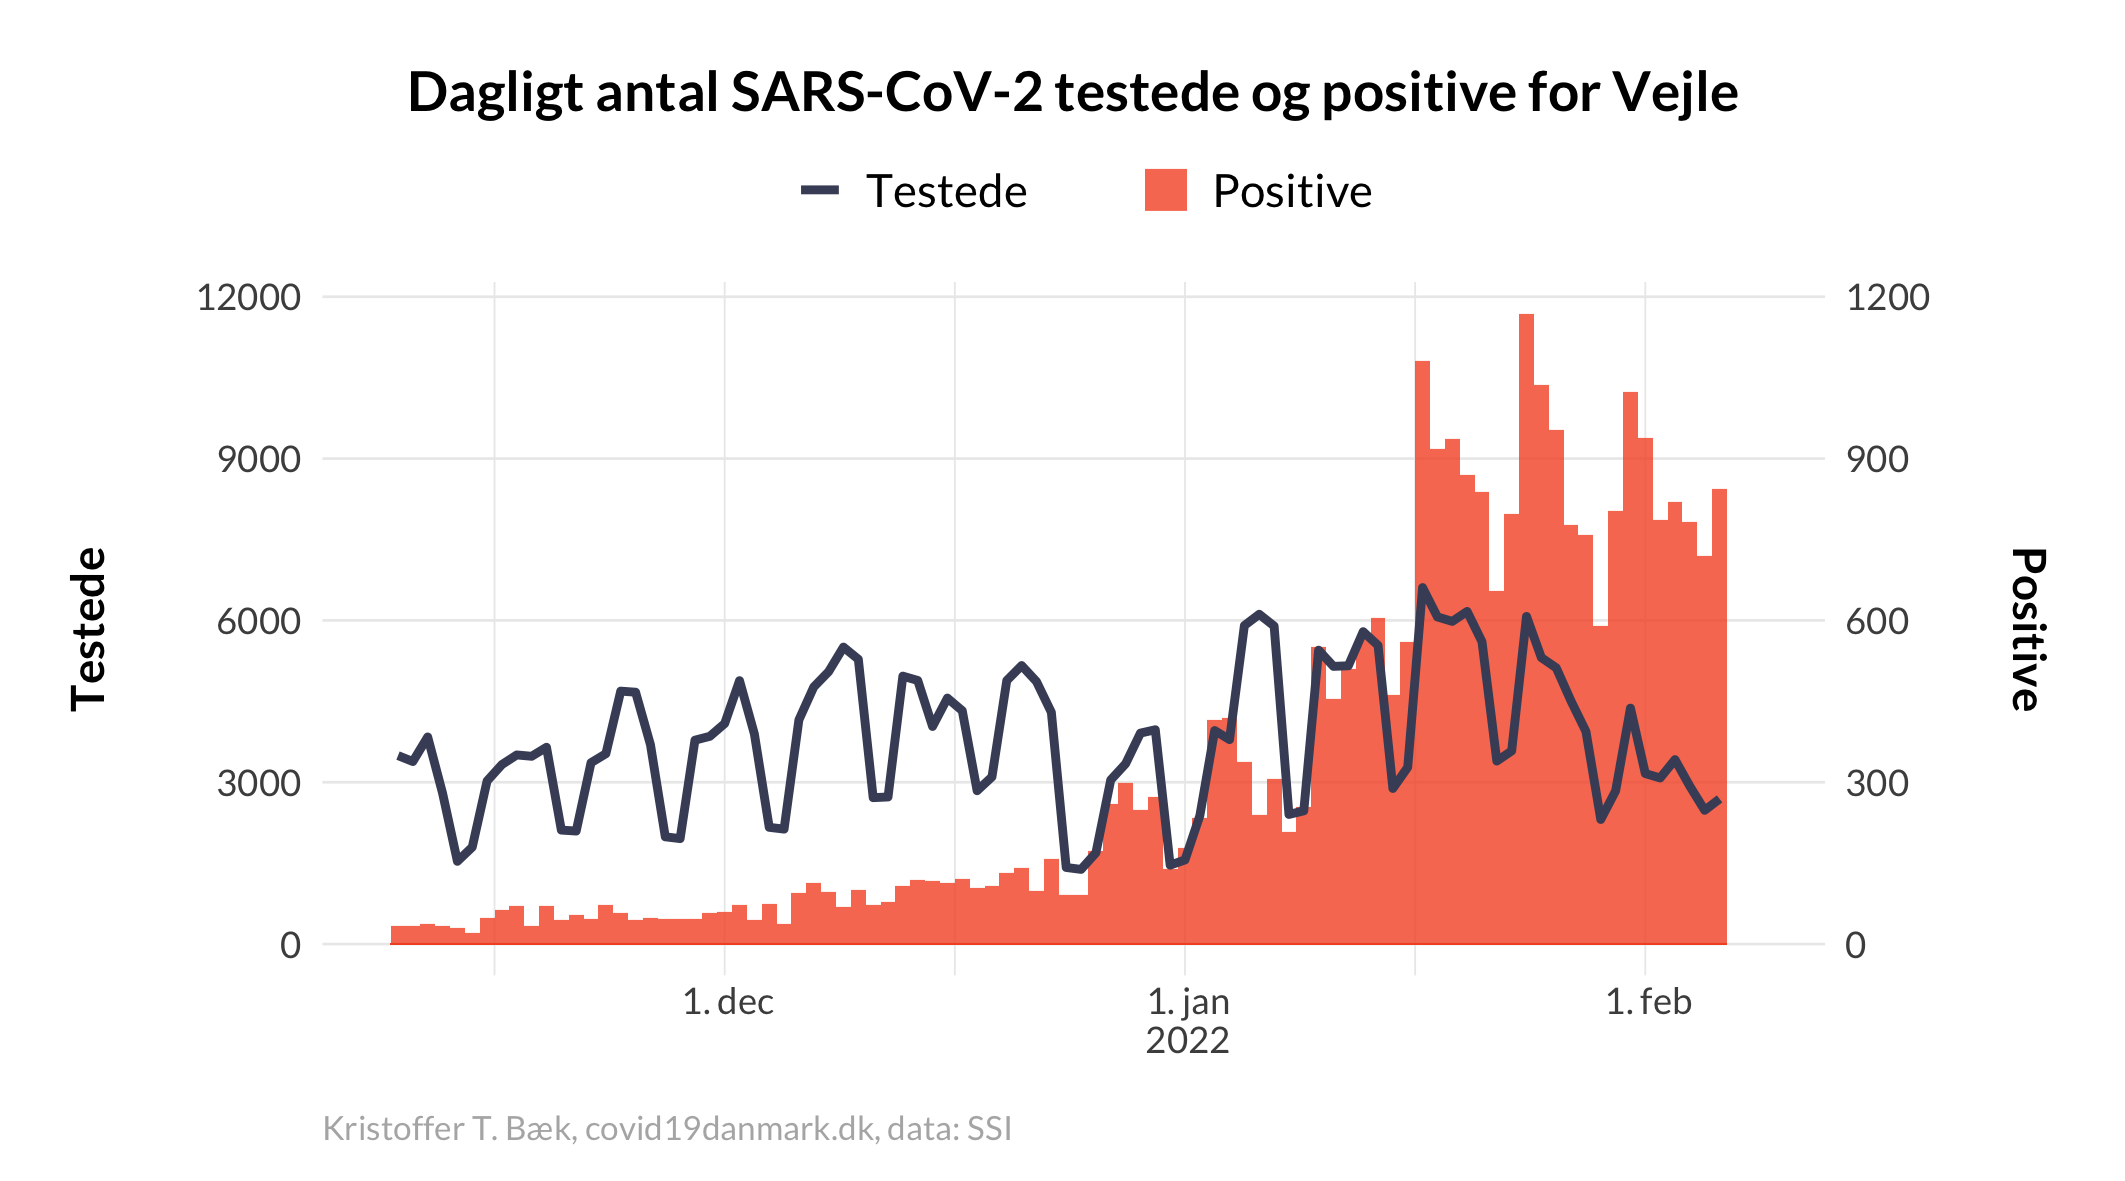 Dagligt antal SARS-CoV-2 testede og positive for Vejle
Testede
Positive
12000
9000
6000
3000
0
1200
900
600
300
0
Testede
Positive
1. dec
1. jan
2022
1. feb
Kristoffer T. Bæk, covid19danmark.dk, data: SSI